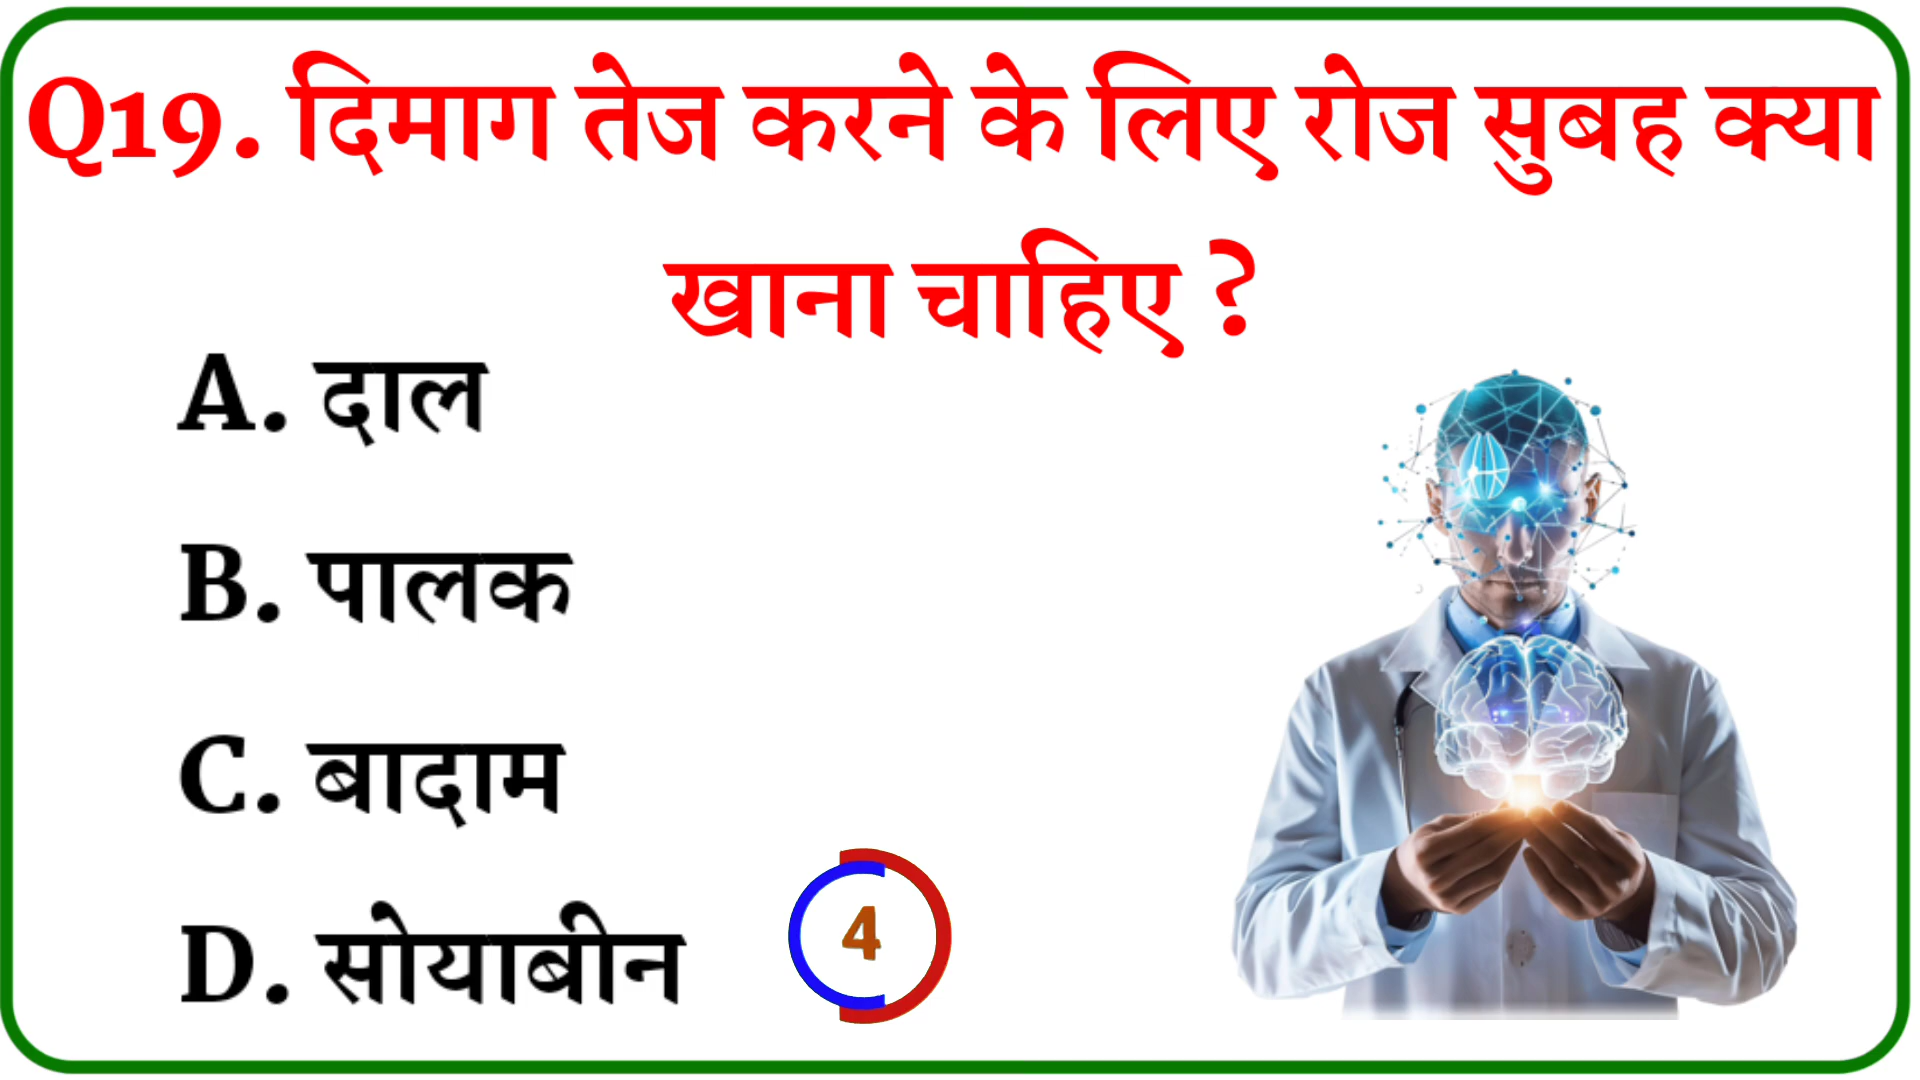 Q19. दिमाग तेज करने के लिए रोज सुबह क्या
खाना चाहिए ?
A. दाल
B. पालक
C. बादाम
D. सोयाबीन
4